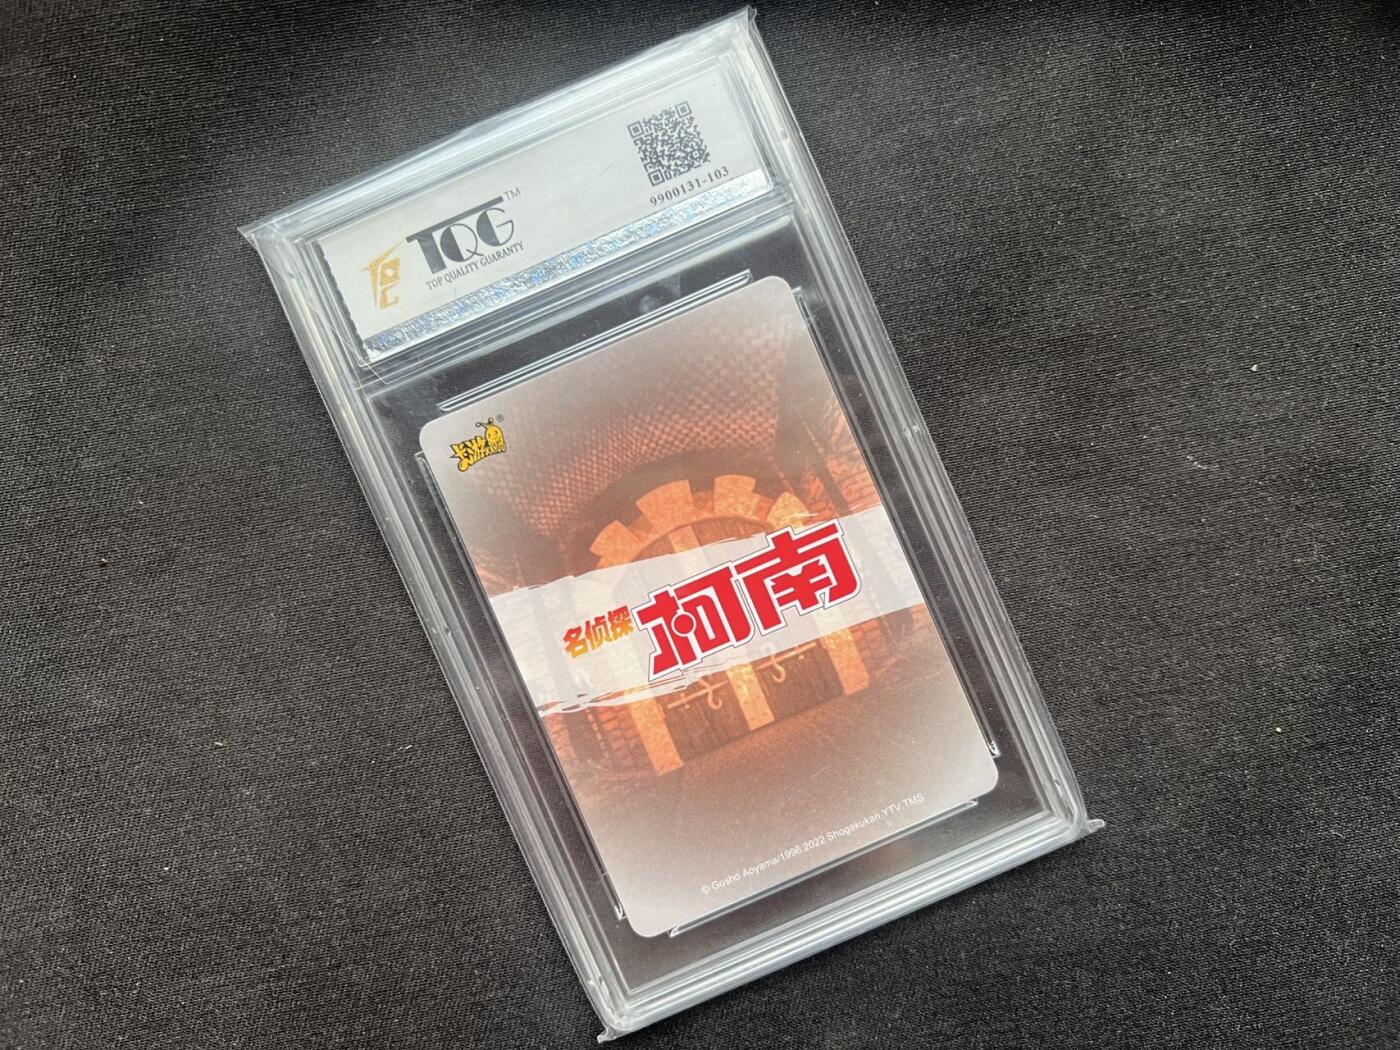 9900131-103
TQG™
TOP QUALITY GUARANTY
卡游®
KAYOU
名侦探 柯南
© Gosho Aoyama/1996,2022 Shogakukan YTV.TMS